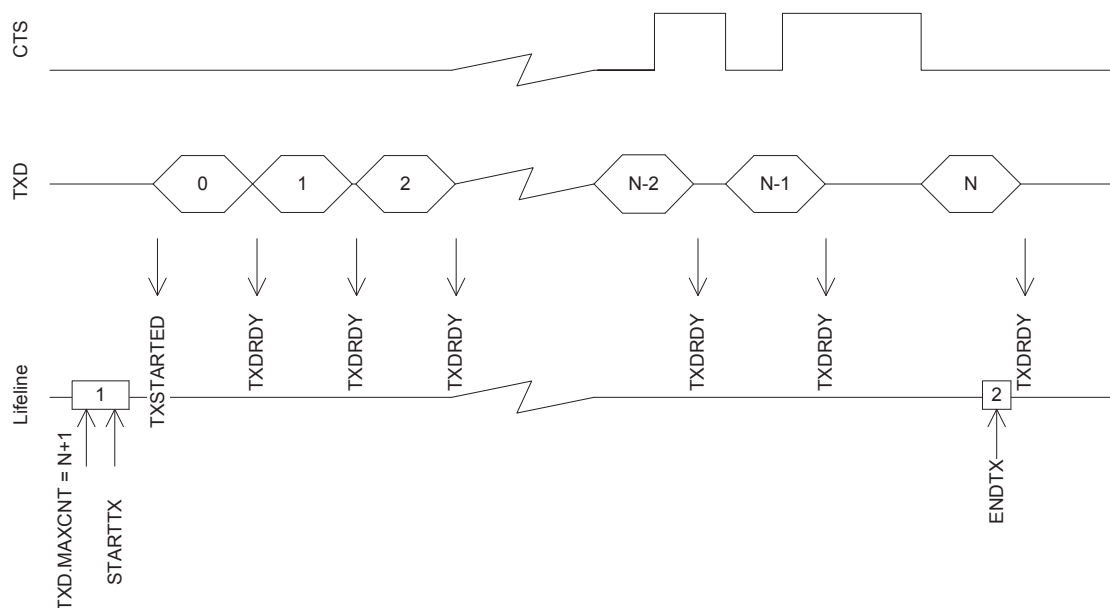 CTS
TXD
0
1
2
N-2
N-1
N
TXSTARTED
TXDRDY
TXDRDY
TXDRDY
TXDRDY
TXDRDY
TXDRDY
Lifeline
1
2
TXD.MAXCNT = N+1
STARTTX
ENDTX